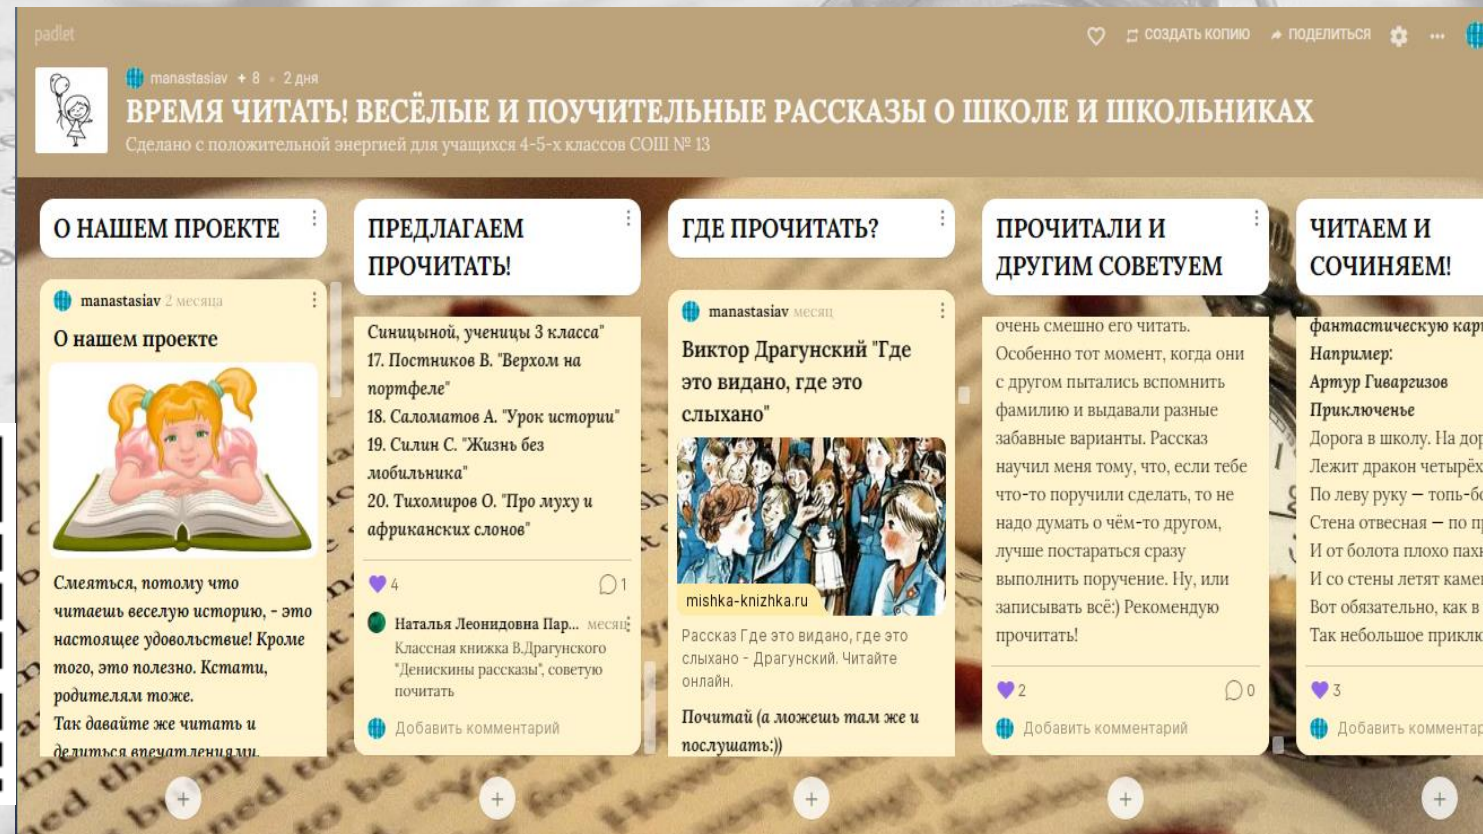 padlet
СОЗДАТЬ КОПИЮ
ПОДЕЛИТЬСЯ
manastasiav + 8 • 2 дня
ВРЕМЯ ЧИТАТЬ! ВЕСЁЛЫЕ И ПОУЧИТЕЛЬНЫЕ РАССКАЗЫ О ШКОЛЕ И ШКОЛЬНИКАХ
Сделано с положительной энергией для учащихся 4-5-х классов СОШ № 13
О НАШЕМ ПРОЕКТЕ
manastasiav 2 месяца
О нашем проекте
Смеяться, потому что
читаешь веселую историю, - это
настоящее удовольствие! Кроме
того, это полезно. Кстати,
родителям тоже.
Так давайте же читать и
делиться впечатлениями.
ПРЕДЛАГАЕМ
ПРОЧИТАТЬ!
Синицыной, ученицы 3 класса"
17. Постников В. "Верхом на
портфеле"
18. Саломатов А. "Урок истории"
19. Силин С. "Жизнь без
мобильника"
20. Тихомиров О. "Про муху и
африканских слонов"
4
1
Наталья Леонидовна Пар... месяц
Классная книжка В.Драгунского
"Денискины рассказы", советую
почитать
Добавить комментарий
ГДЕ ПРОЧИТАТЬ?
manastasiav месяц
Виктор Драгунский "Где
это видано, где это
слыхано"
mishka-knizhka.ru
Рассказ Где это видано, где это
слыхано - Драгунский. Читайте
онлайн.
Почитай (а можешь там же и
послушать:))
ПРОЧИТАЛИ И
ДРУГИМ СОВЕТУЕМ
очень смешно его читать.
Особенно тот момент, когда они
с другом пытались вспомнить
фамилию и выдавали разные
забавные варианты. Рассказ
научил меня тому, что, если тебе
что-то поручили сделать, то не
надо думать о чём-то другом,
лучше постараться сразу
выполнить поручение. Ну, или
записывать всё:) Рекомендую
прочитать!
2
0
Добавить комментарий
ЧИТАЕМ И
СОЧИНЯЕМ!
фантастическую
Например:
Артур Гиваргизов
Приключенье
Дорога в школу. На
Лежит дракон
По леву руку — топь-
Стена отвесная — по
И от болота плохо
И со стены летят
Вот обязательно, как в
Так небольшое
3
Добавить